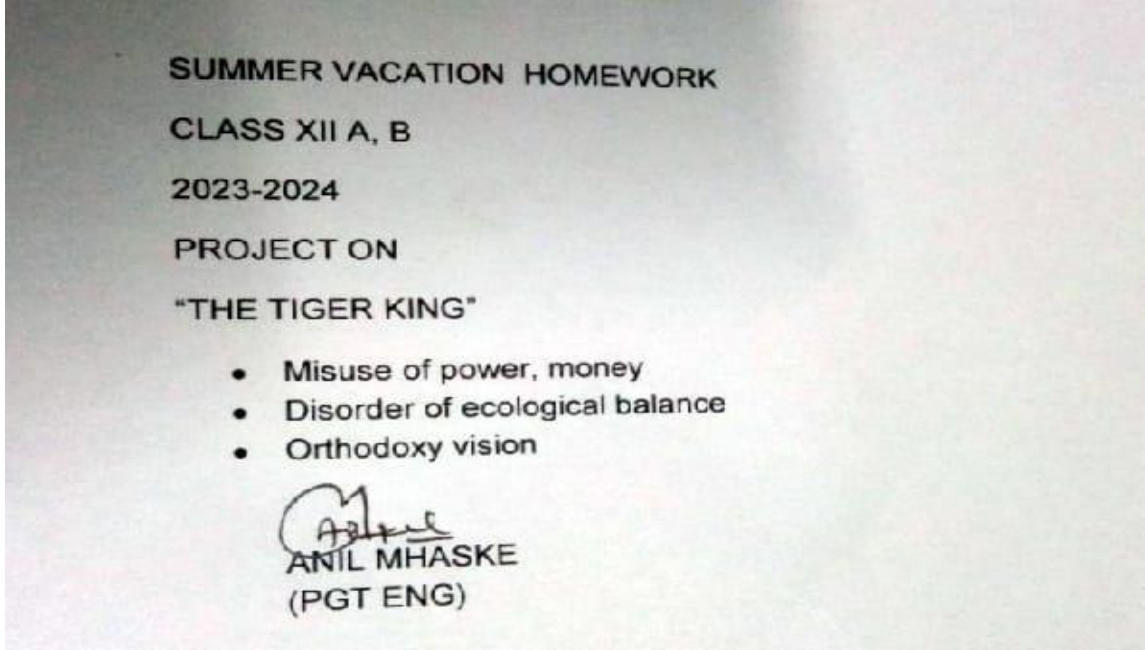 SUMMER VACATION HOMEWORK
CLASS XII A, B
2023-2024
PROJECT ON
"THE TIGER KING"
• Misuse of power, money
• Disorder of ecological balance
• Orthodoxy vision
ANIL MHASKE
(PGT ENG)